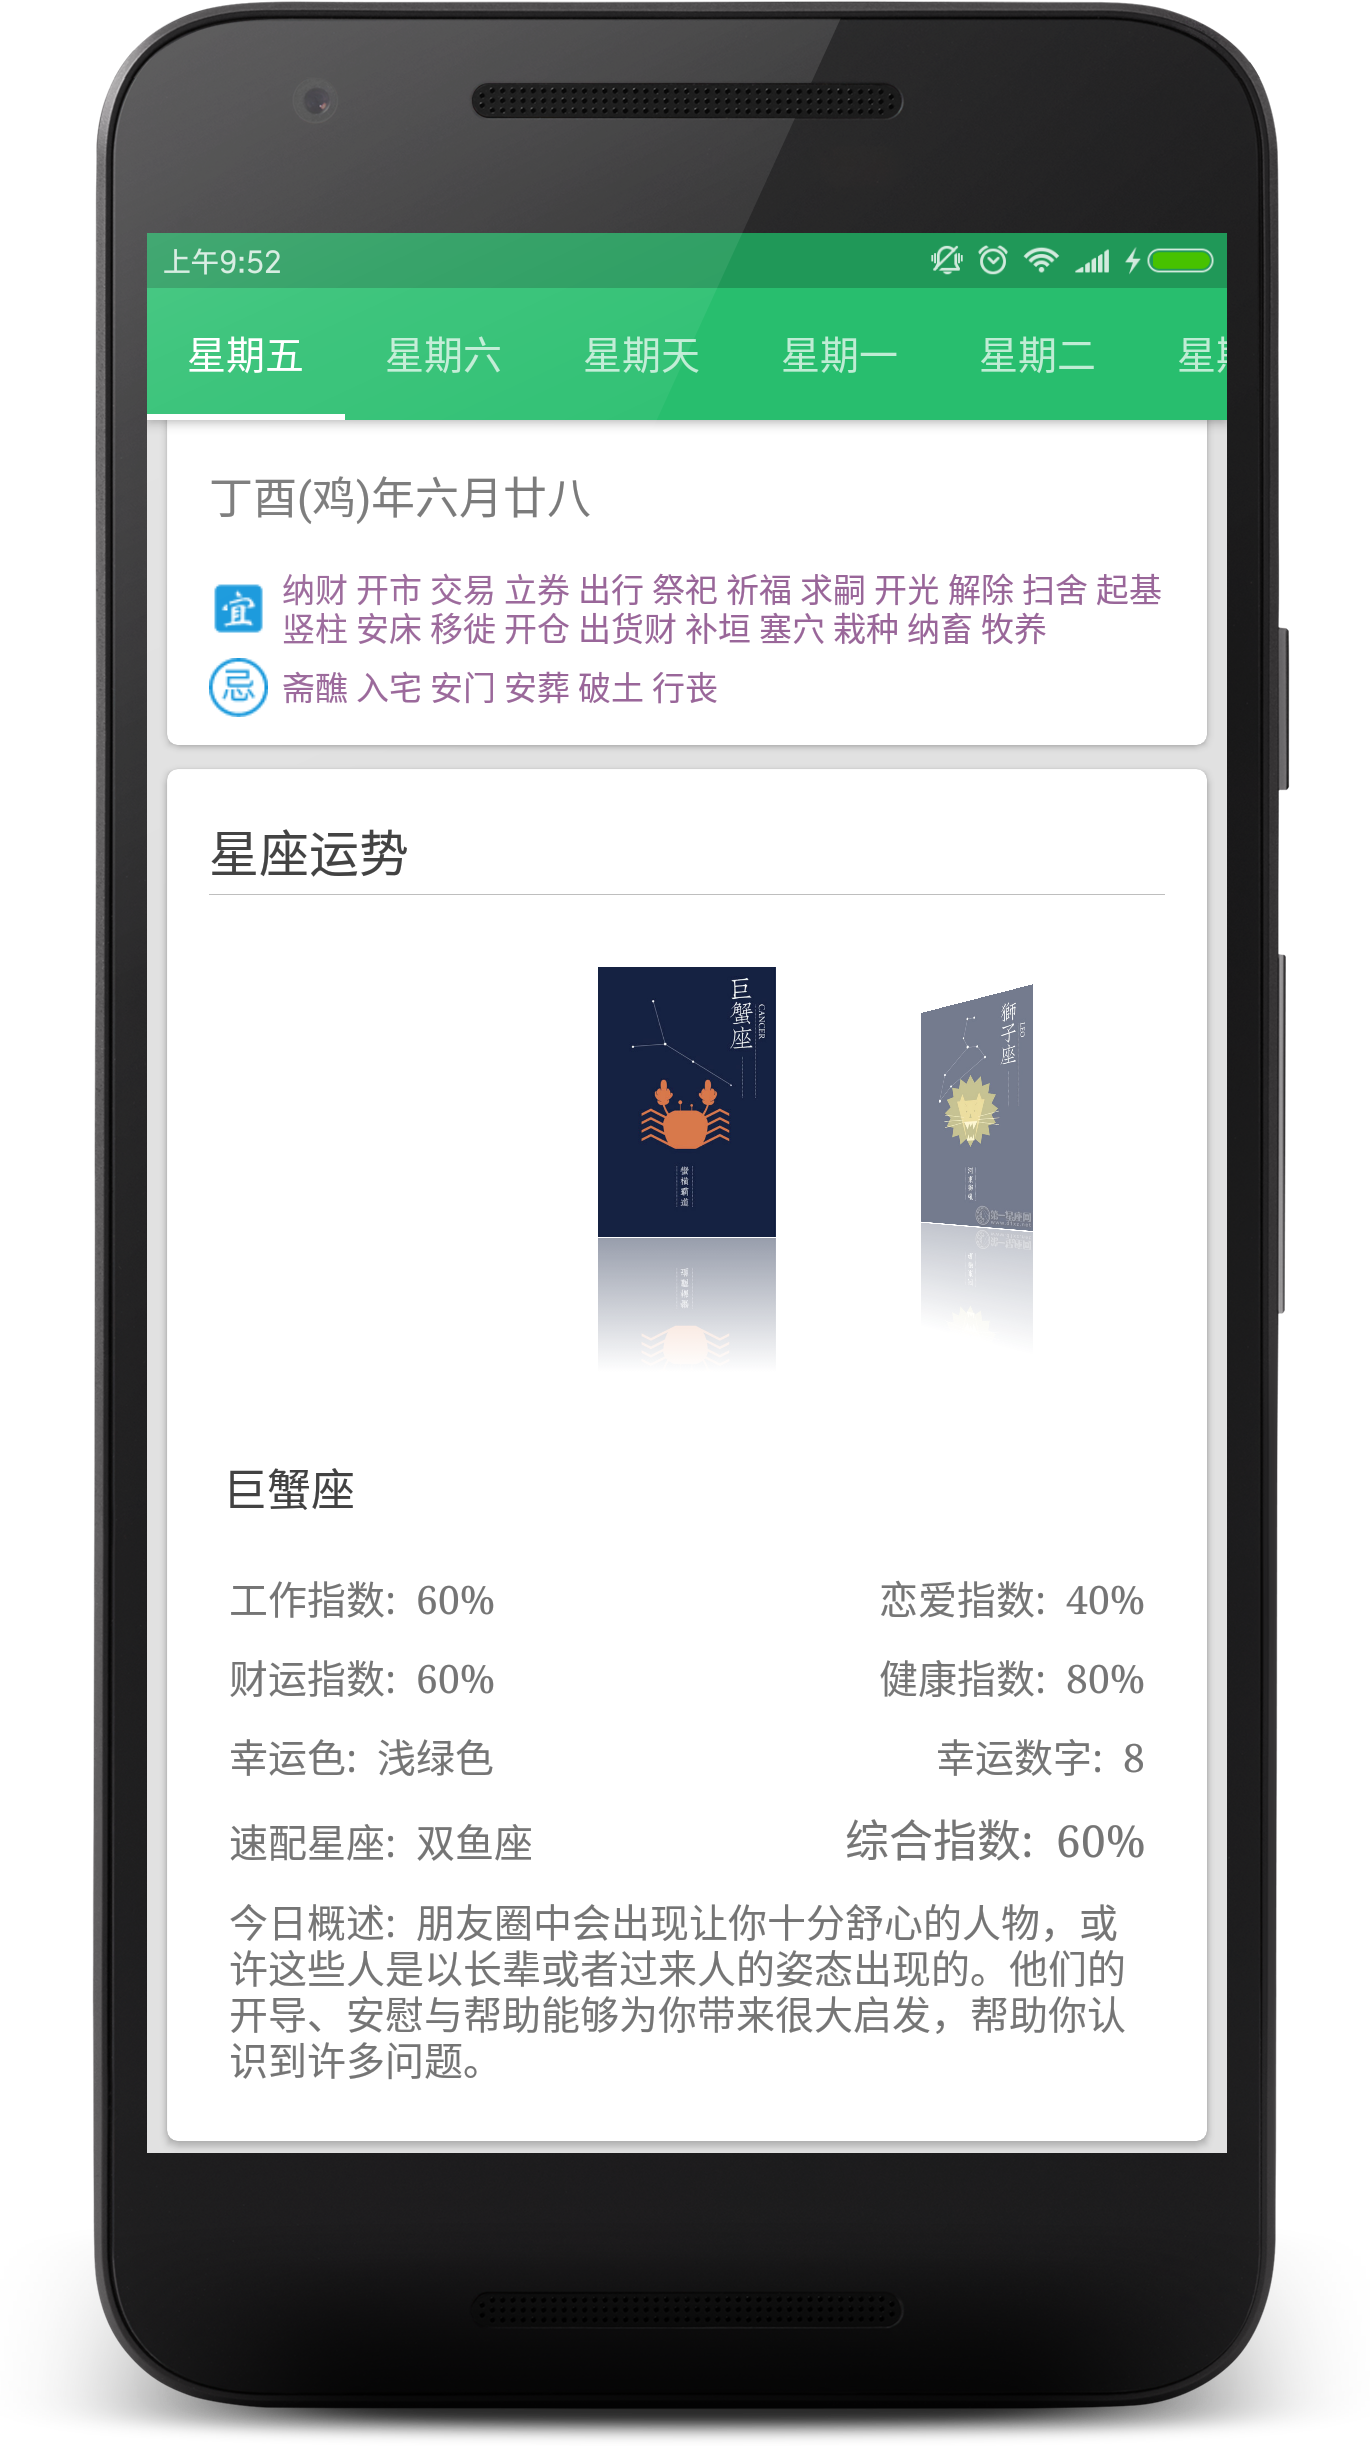 上午9:52
星期五 星期六 星期天 星期一 星期二 星期
丁酉(鸡)年六月廿八
宜 纳财 开市 交易 立券 出行 祭祀 祈福 求嗣 开光 解除 扫舍 起基
竖柱 安床 移徙 开仓 出货财 补垣 塞穴 栽种 纳畜 牧养
忌 斋醮 入宅 安门 安葬 破土 行丧
星座运势
巨蟹座
CANCER
蠻橫霸道
獅子座
LEO
巨蟹座
工作指数: 60% 恋爱指数: 40%
财运指数: 60% 健康指数: 80%
幸运色: 浅绿色 幸运数字: 8
速配星座: 双鱼座 综合指数: 60%
今日概述: 朋友圈中会出现让你十分舒心的人物，或
许这些人是以长辈或者过来人的姿态出现的。他们的
开导、安慰与帮助能够为你带来很大启发，帮助你认
识到许多问题。